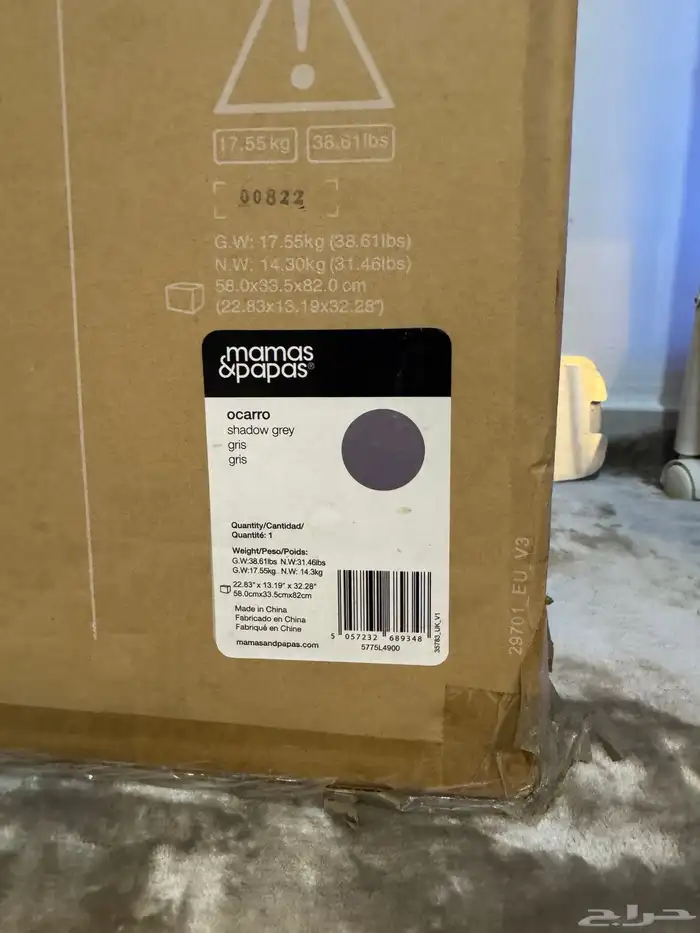 17.55kg 38.61lbs
00822
G.W: 17.55kg (38.61lbs)
N.W: 14.30kg (31.46lbs)
58.0x33.5x82.0 cm
(22.83x13.19x32.28")
mamas
&papas®
ocarro
shadow grey
gris
gris
Quantity/Cantidad/
Quantité: 1
Weight/Peso/Poids:
G.W:38.61lbs N.W:31.46lbs
G.W:17.55kg N.W: 14.3kg
22.83" x 13.19" x 32.28"
58.0cmx33.5cmx82cm
Made in China
Fabricado en China
Fabriqué en Chine
mamasandpapas.com
5 057232 689348
5775L4900
35783_UK_V1
29701_EU_V3
حراج